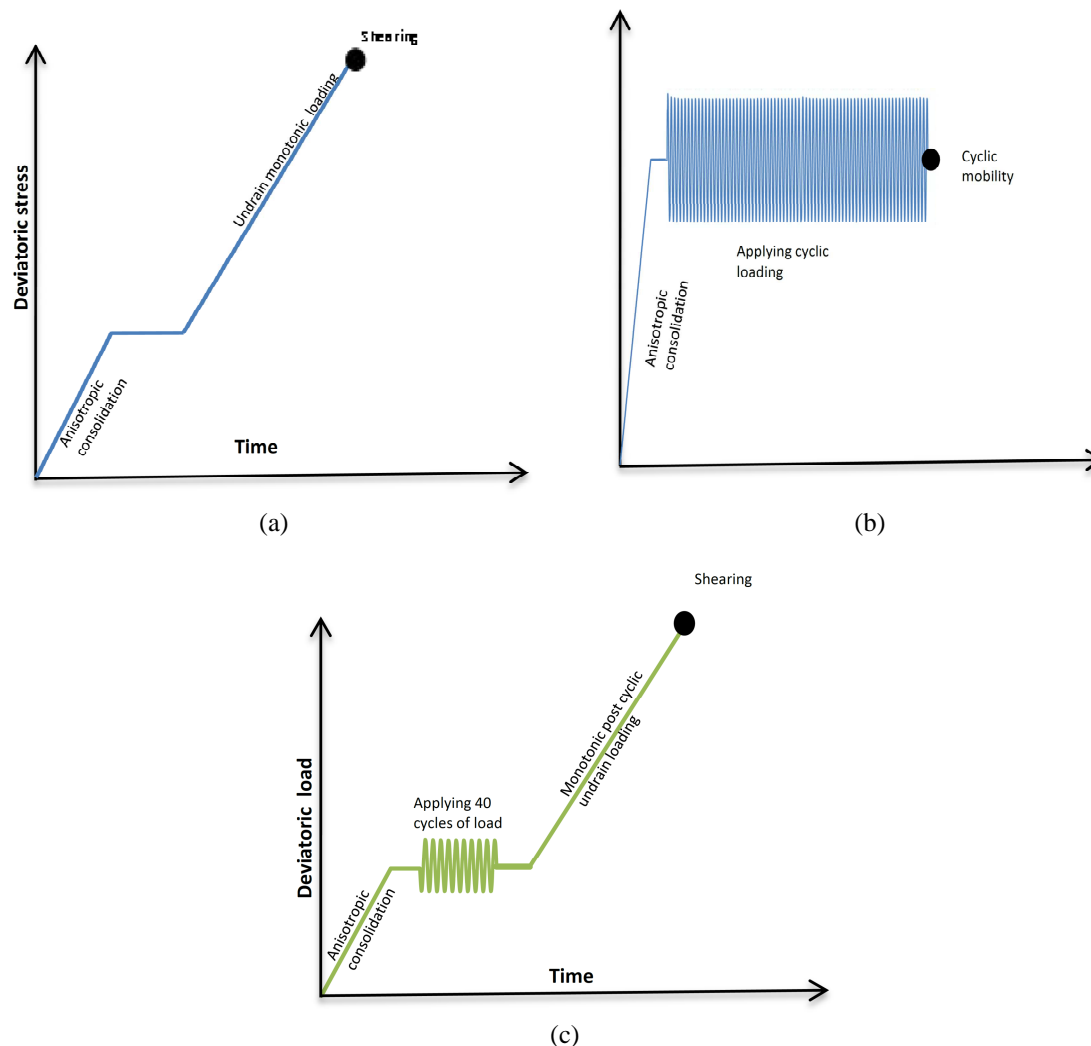 Shearing
Undrain monotonic loading
Deviatoric stress
Anisotropic
consolidation
Time
(a)
Cyclic
mobility
Applying cyclic
loading
Anisotropic
consolidation
(b)
Shearing
Monotonic post cyclic
undrain loading
Deviatoric load
Applying 40
cycles of load
Anisotropic
consolidation
Time
(c)